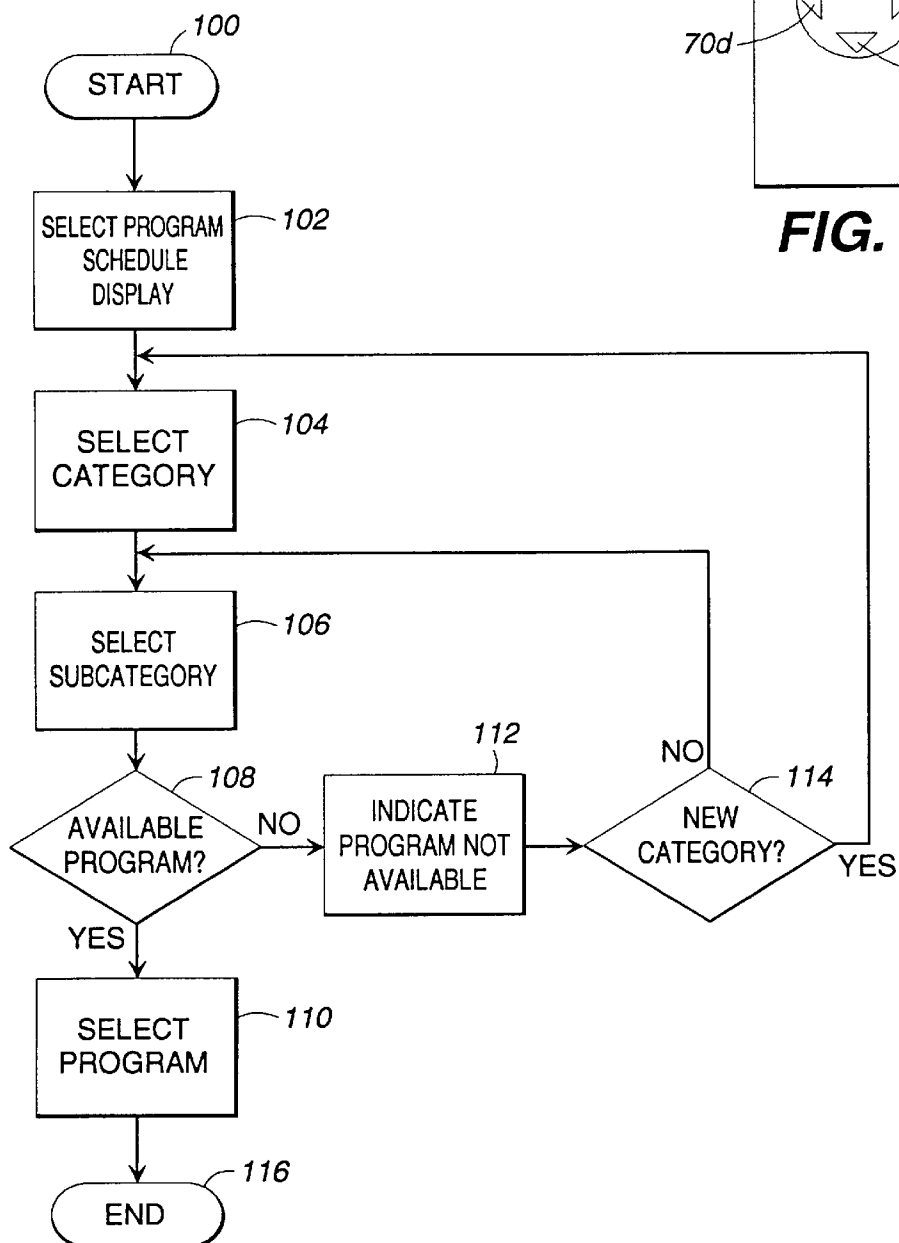 100
START
70d
FIG.
SELECT PROGRAM
SCHEDULE
DISPLAY
102
SELECT
CATEGORY
104
SELECT
SUBCATEGORY
106
AVAILABLE
PROGRAM?
108
NO
INDICATE
PROGRAM NOT
AVAILABLE
112
NEW
CATEGORY?
114
NO
YES
YES
SELECT
PROGRAM
110
END
116